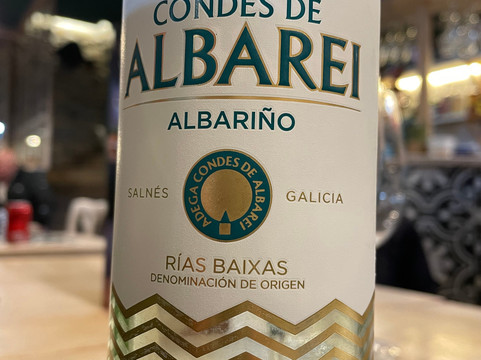 CONDES DE
ALBAREI
ALBARIÑO
ADEGA CONDES DE ALBAREI
SALNÉS
GALICIA
RÍAS BAIXAS
DENOMINACIÓN DE ORIGEN